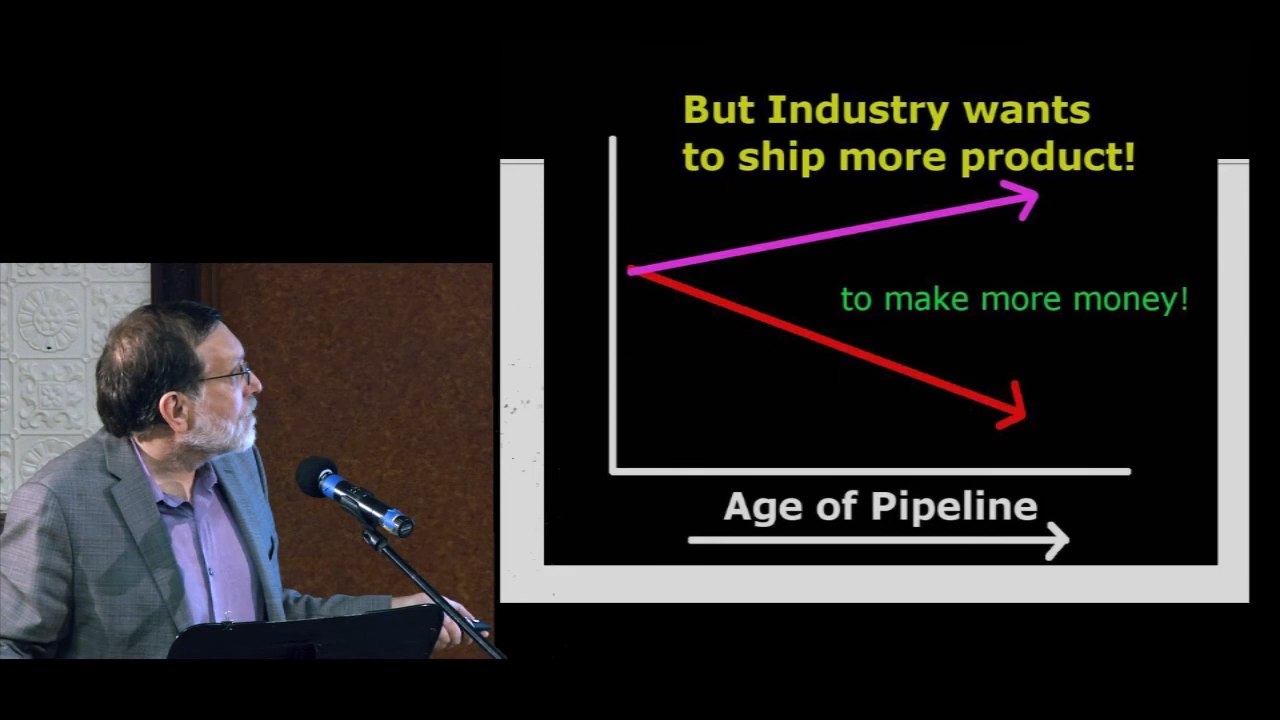 But Industry wants
to ship more product!
to make more money!
Age of Pipeline